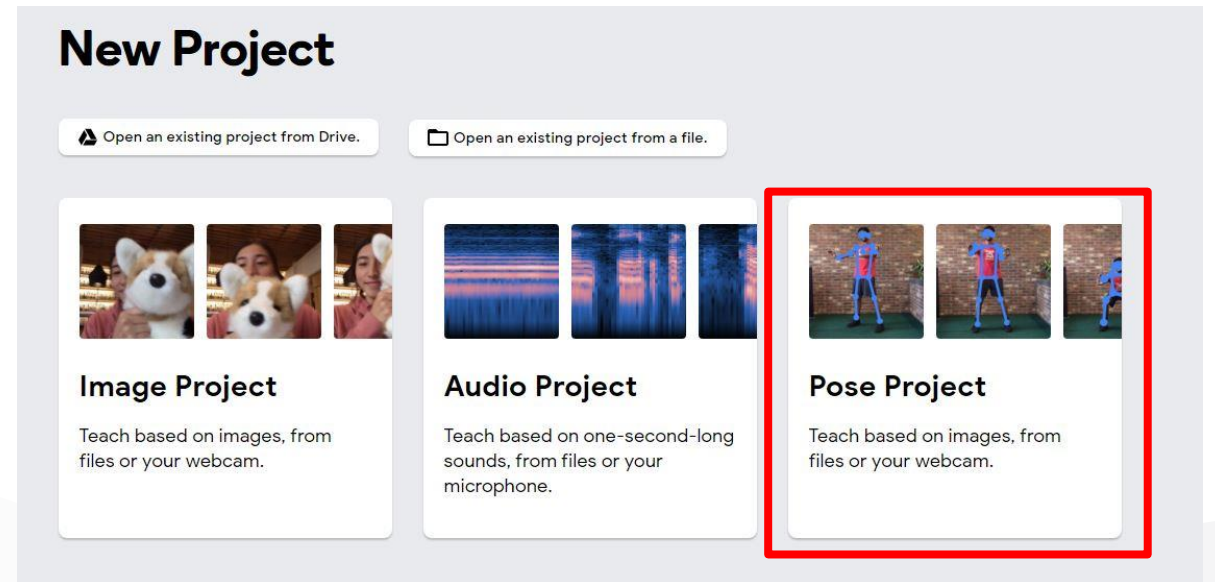 New Project
Open an existing project from Drive.
Open an existing project from a file.
Image Project
Teach based on images, from
files or your webcam.
Audio Project
Teach based on one-second-long
sounds, from files or your
microphone.
Pose Project
Teach based on images, from
files or your webcam.